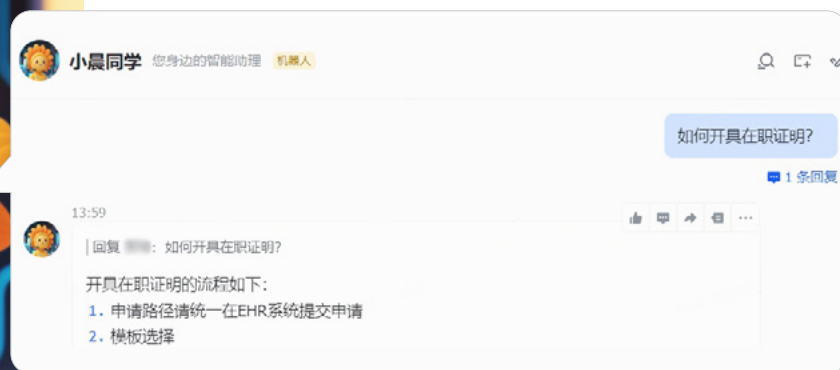 小晨同学 您身边的智能助理 机器人
如何开具在职证明?
1 条回复
13:59
回复 : 如何开具在职证明?
开具在职证明的流程如下:
1. 申请路径请统一在EHR系统提交申请
2. 模板选择